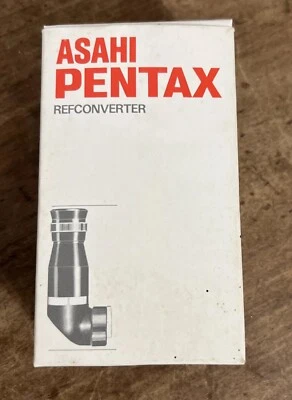 ASAHI
PENTAX
REFCONVERTER